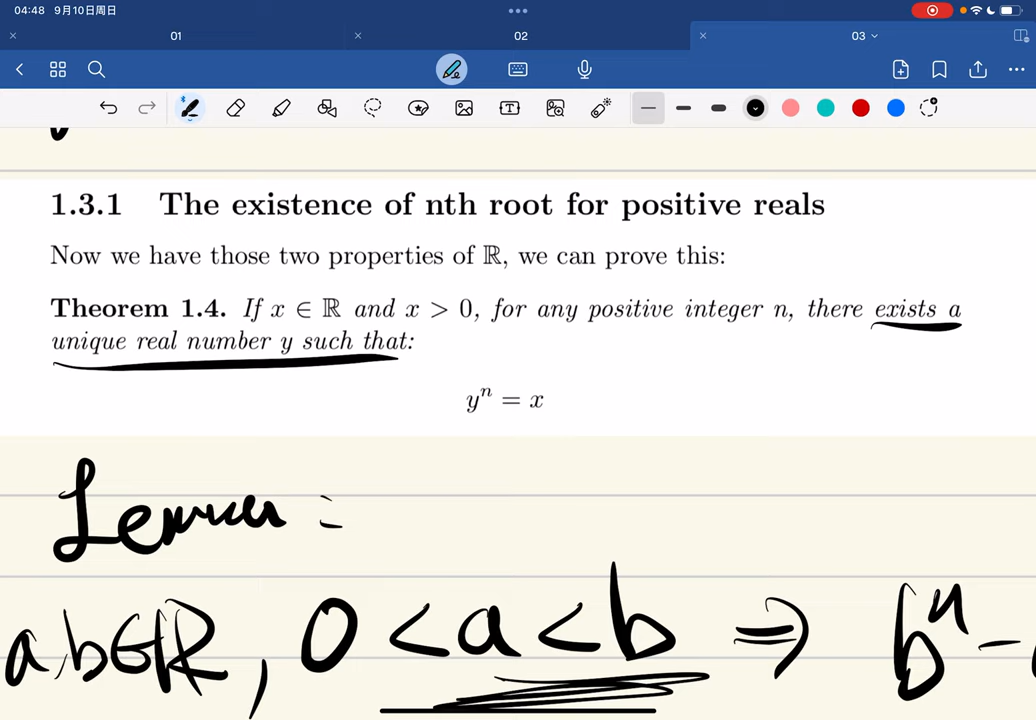 04:48 9月10日周日
01 02 03
1.3.1 The existence of nth root for positive reals
Now we have those two properties of ℝ, we can prove this:
Theorem 1.4. If x ∈ ℝ and x > 0, for any positive integer n, there exists a
unique real number y such that:
yⁿ = x
Lemma :
a,b∈ℝ, 0 < a < b ⇒ bⁿ −